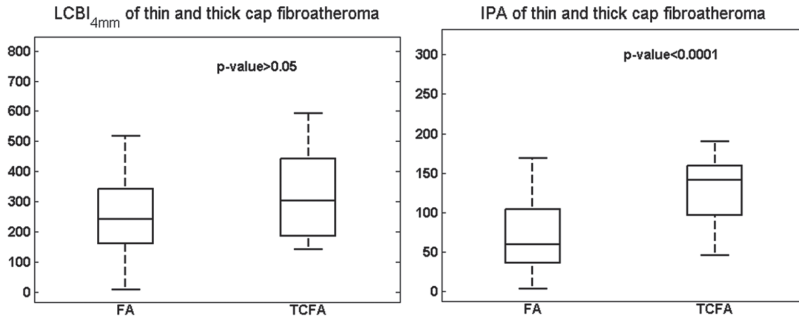 LCBI4mm of thin and thick cap fibroatheroma
p-value>0.05
800
700
600
500
400
300
200
100
0
FA TCFA
IPA of thin and thick cap fibroatheroma
p-value<0.0001
300
250
200
150
100
50
0
FA TCFA